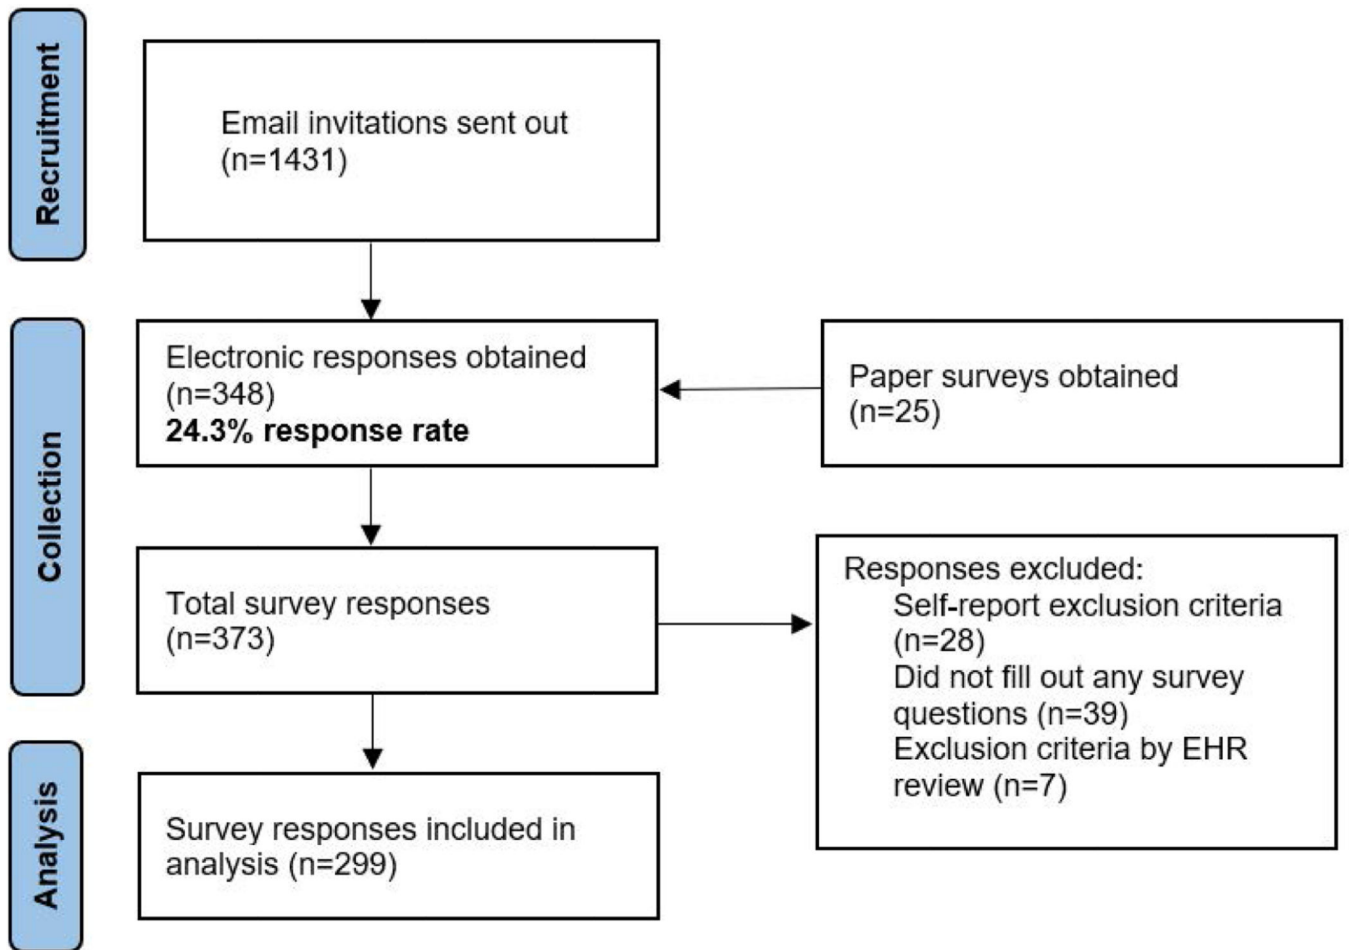 Recruitment
Email invitations sent out
(n=1431)
Collection
Electronic responses obtained
(n=348)
24.3% response rate
Paper surveys obtained
(n=25)
Total survey responses
(n=373)
Responses excluded:
Self-report exclusion criteria
(n=28)
Did not fill out any survey
questions (n=39)
Exclusion criteria by EHR
review (n=7)
Analysis
Survey responses included in
analysis (n=299)